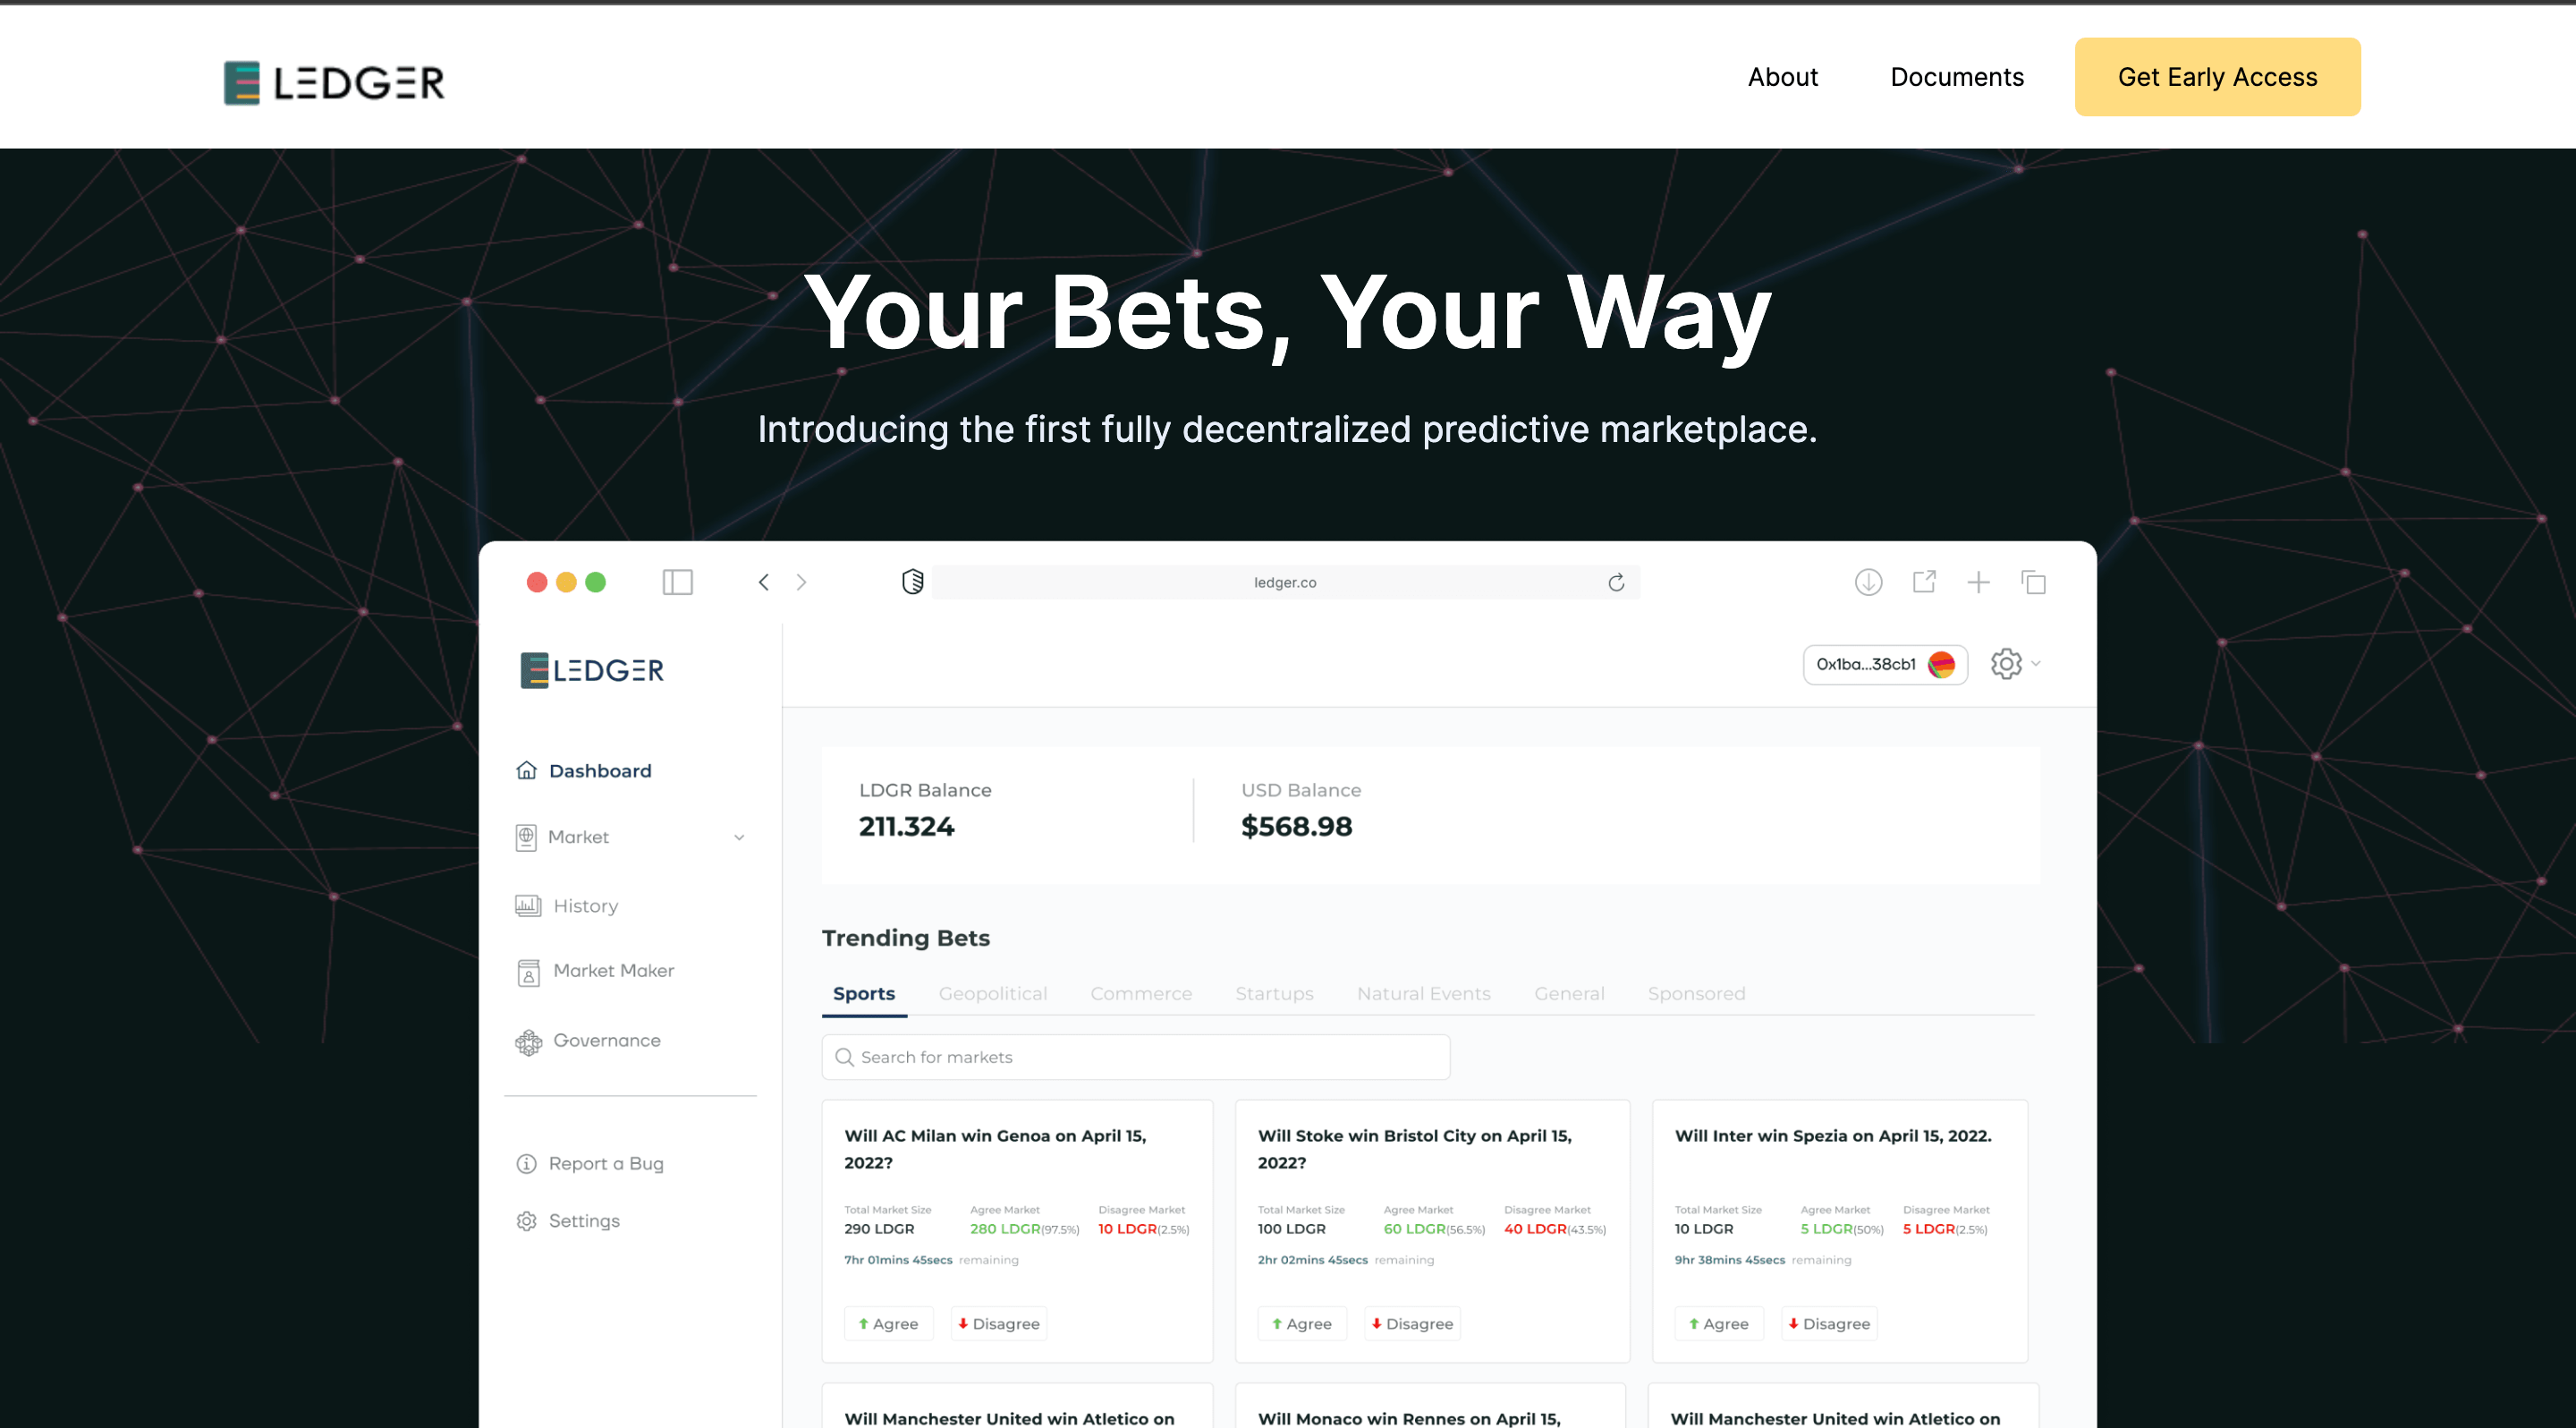 LEDGER
About
Documents
Get Early Access
Your Bets, Your Way
Introducing the first fully decentralized predictive marketplace.
ledger.co
LEDGER
0x1ba...38cb1
Dashboard
Market
History
Market Maker
Governance
Report a Bug
Settings
LDGR Balance
211.324
USD Balance
$568.98
Trending Bets
Sports
Geopolitical
Commerce
Startups
Natural Events
General
Sponsored
Search for markets
Will AC Milan win Genoa on April 15,
2022?
Total Market Size
Agree Market
Disagree Market
290 LDGR
280 LDGR(97.5%)
10 LDGR(2.5%)
7hr 01mins 45secs remaining
Agree
Disagree
Will Stoke win Bristol City on April 15,
2022?
Total Market Size
Agree Market
Disagree Market
100 LDGR
60 LDGR(56.5%)
40 LDGR(43.5%)
2hr 02mins 45secs remaining
Agree
Disagree
Will Inter win Spezia on April 15, 2022.
Total Market Size
Agree Market
Disagree Market
10 LDGR
5 LDGR(50%)
5 LDGR(2.5%)
9hr 38mins 45secs remaining
Agree
Disagree
Will Manchester United win Atletico on
Will Monaco win Rennes on April 15,
Will Manchester United win Atletico on